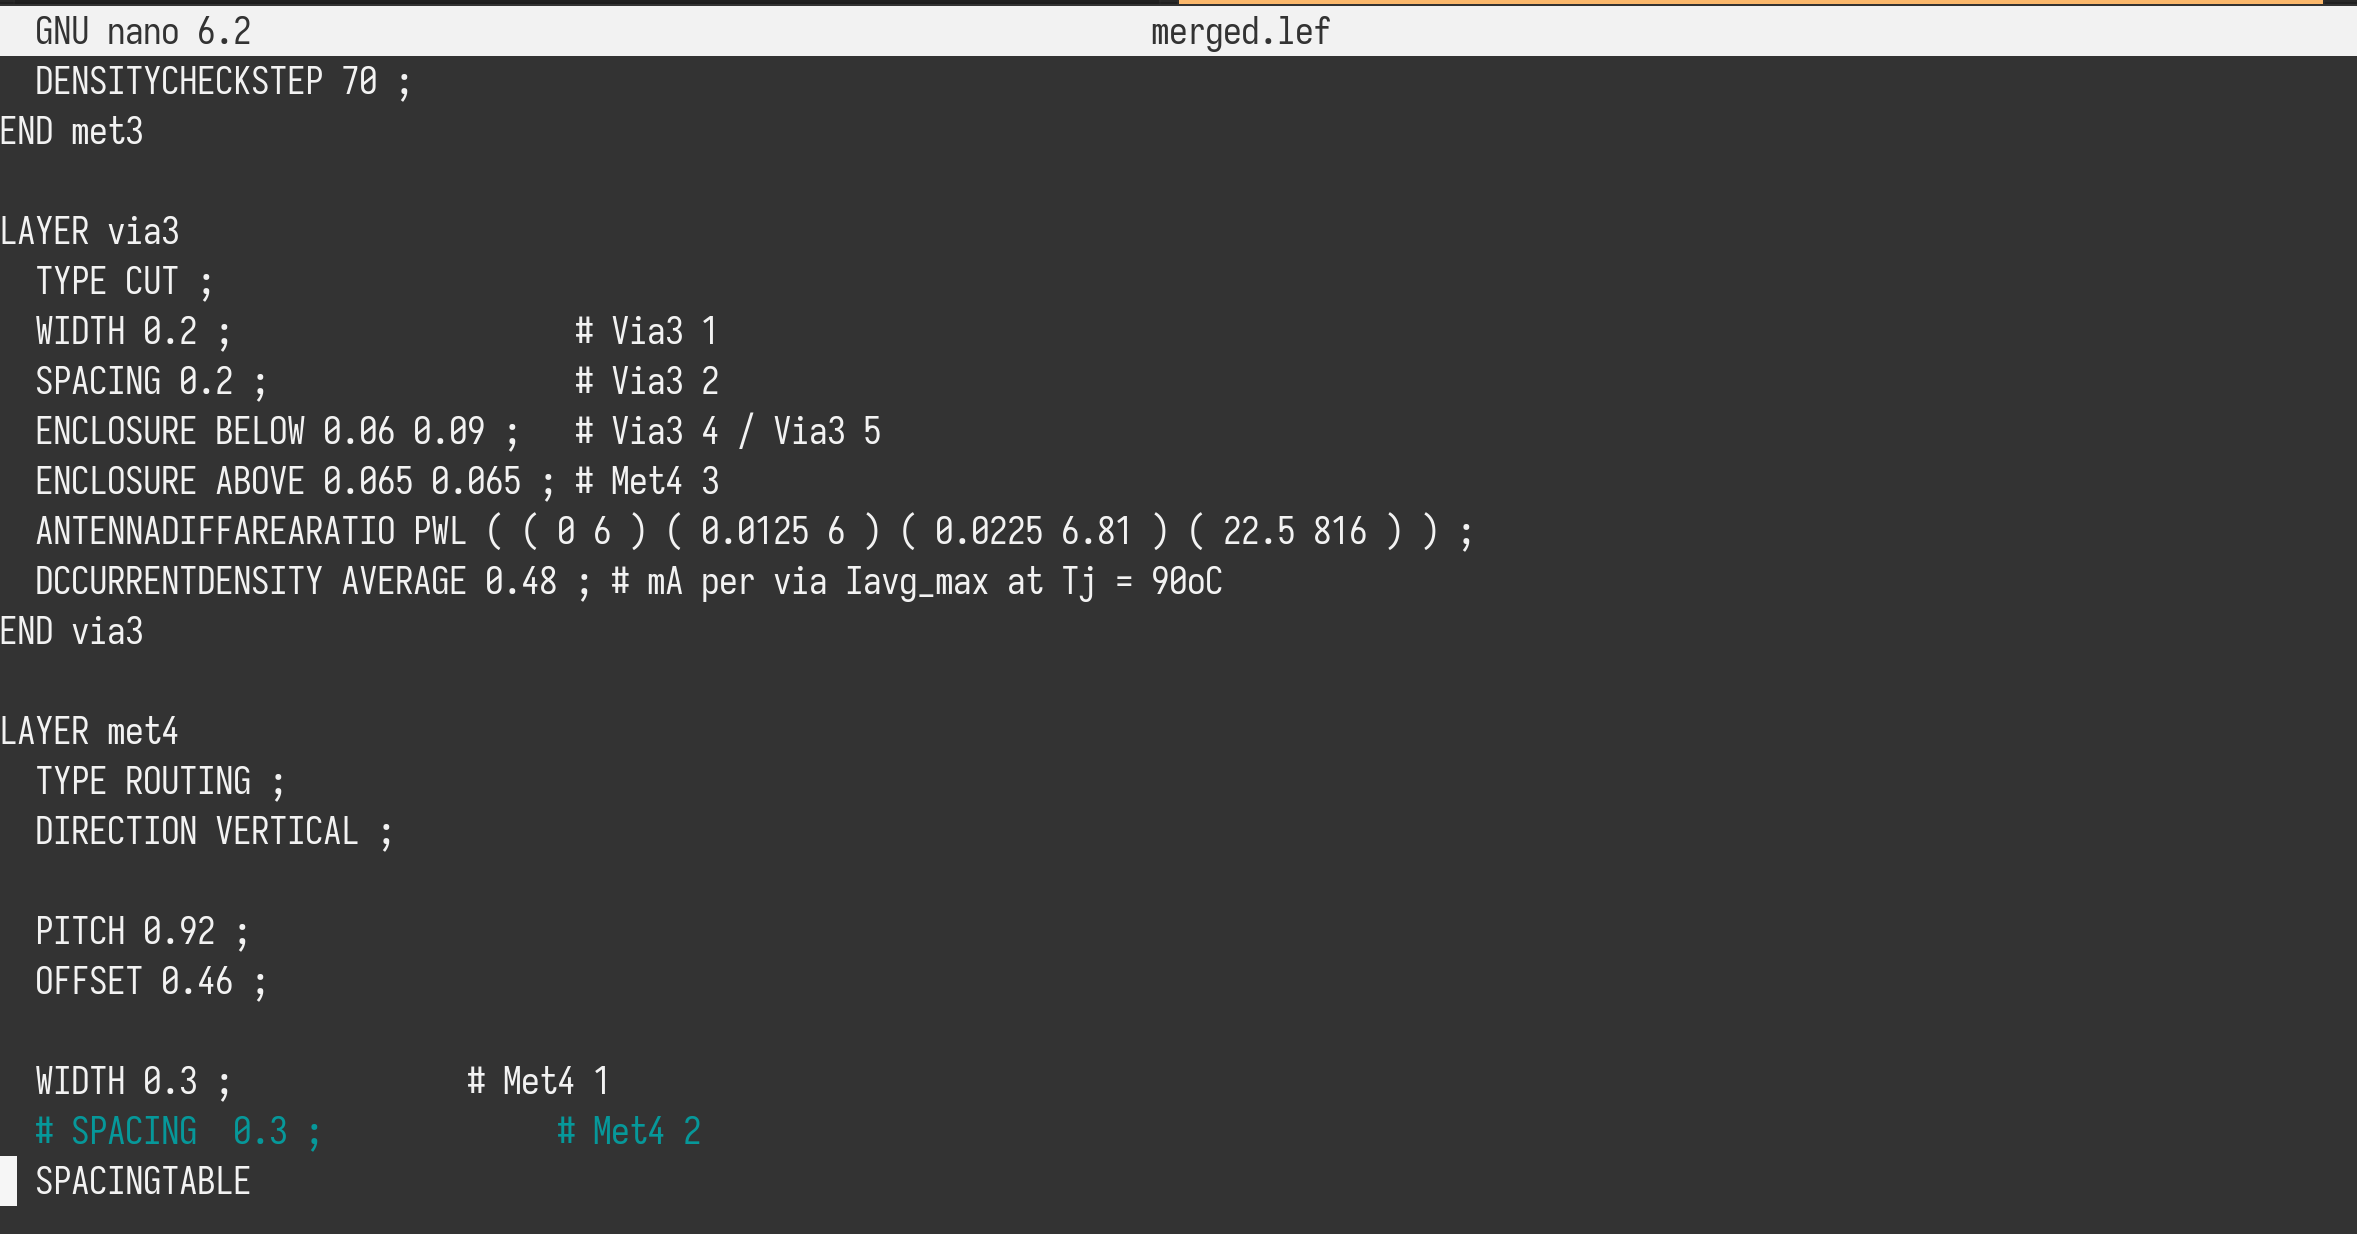 GNU nano 6.2 merged.lef
  DENSITYCHECKSTEP 70 ;
END met3

LAYER via3
  TYPE CUT ;
  WIDTH 0.2 ;                   # Via3 1
  SPACING 0.2 ;                 # Via3 2
  ENCLOSURE BELOW 0.06 0.09 ;   # Via3 4 / Via3 5
  ENCLOSURE ABOVE 0.065 0.065 ; # Met4 3
  ANTENNADIFFAREARATIO PWL ( ( 0 6 ) ( 0.0125 6 ) ( 0.0225 6.81 ) ( 22.5 816 ) ) ;
  DCCURRENTDENSITY AVERAGE 0.48 ; # mA per via Iavg_max at Tj = 90oC
END via3

LAYER met4
  TYPE ROUTING ;
  DIRECTION VERTICAL ;

  PITCH 0.92 ;
  OFFSET 0.46 ;

  WIDTH 0.3 ;             # Met4 1
  # SPACING  0.3 ;             # Met4 2
  SPACINGTABLE